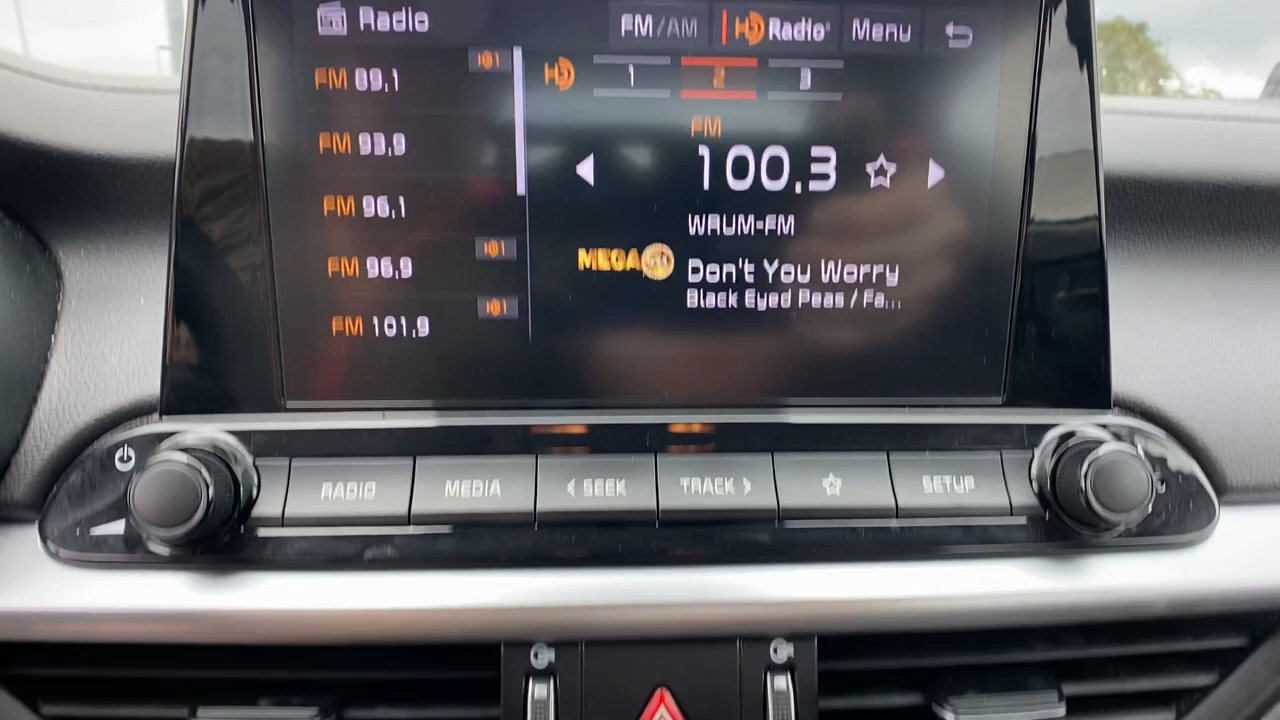 Radio
FM/AM
HD Radio
Menu
FM 89.1
FM 93.9
FM 96.1
FM 96.9
FM 101.9
HD 1 2 3
FM
100.3
WRUM-FM
MEGA
Don't You Worry
Black Eyed Peas / Fa...
RADIO
MEDIA
< SEEK
TRACK >
SETUP